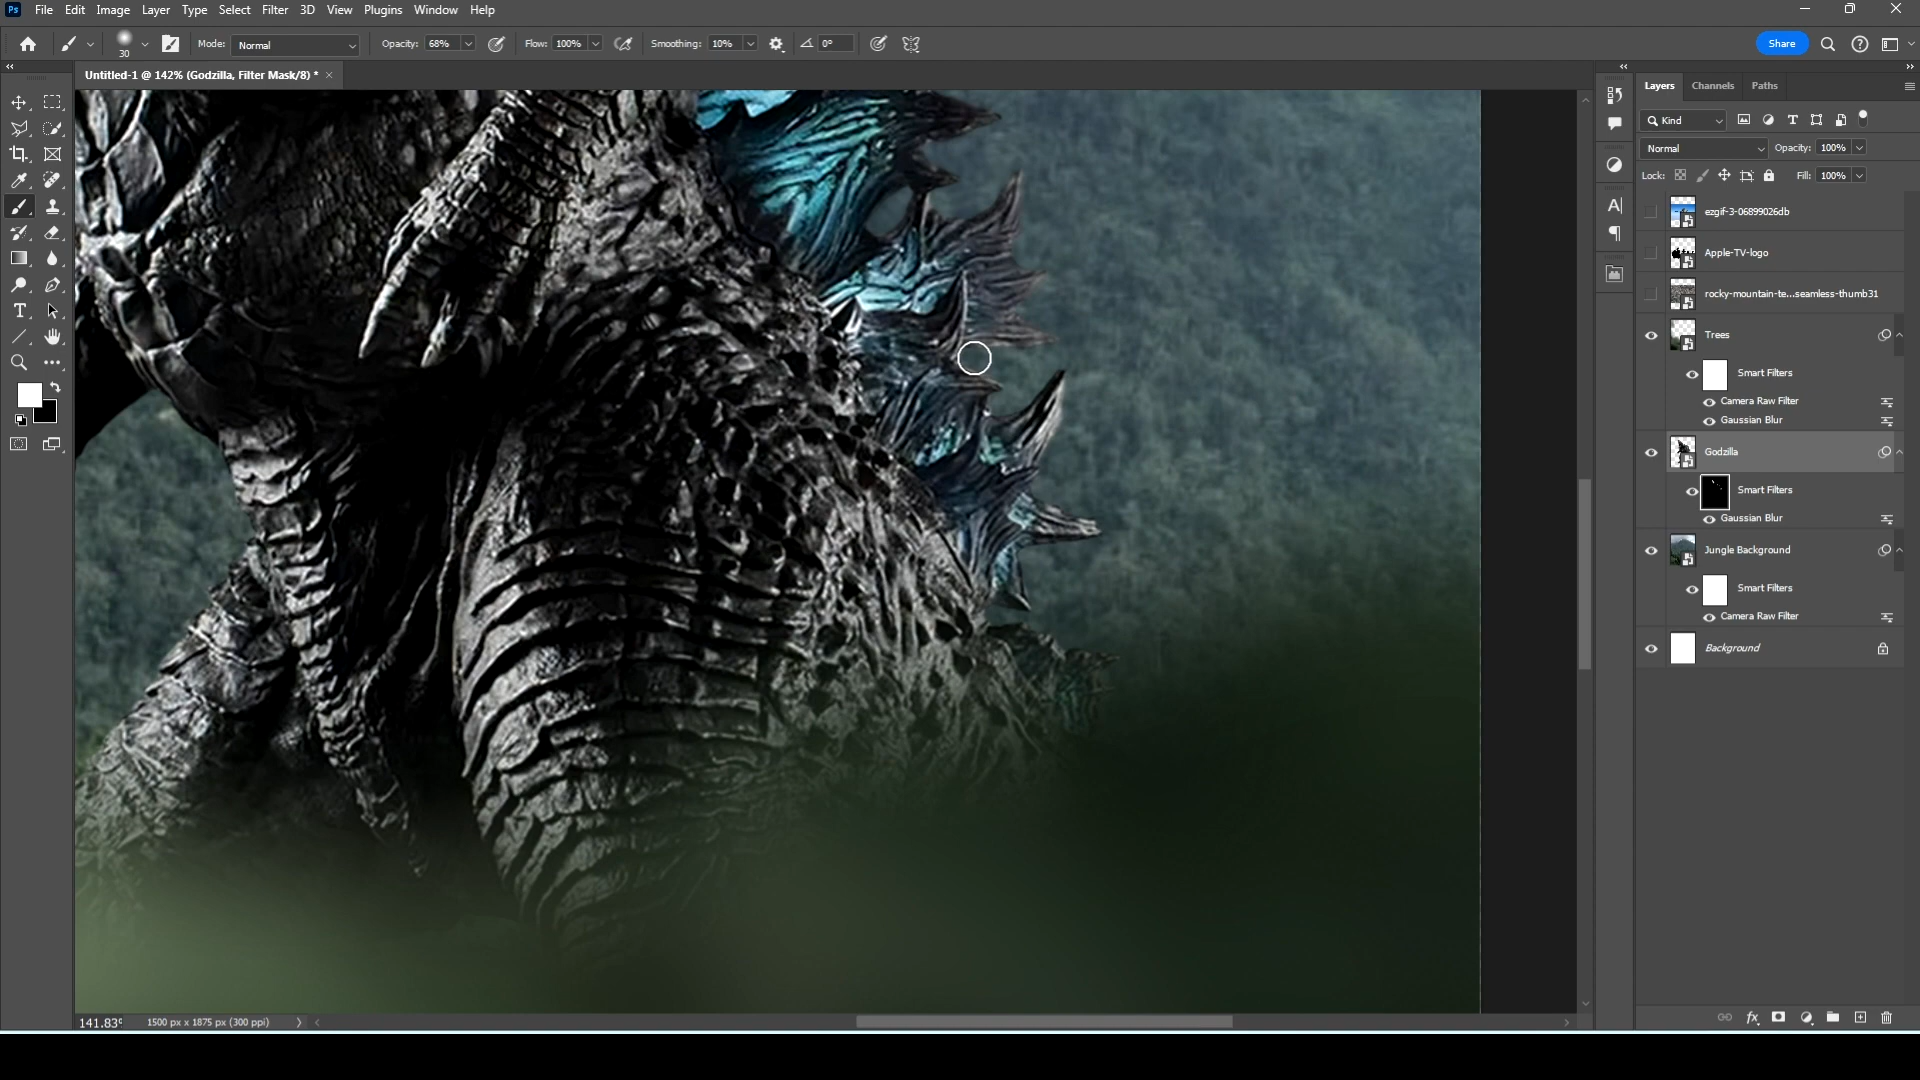 Ps File Edit Image Layer Type Select Filter 3D View Plugins Window Help
30 Mode: Normal Opacity: 68% Flow: 100% Smoothing: 10% 0° Share
Untitled-1 @ 142% (Godzilla, Filter Mask/8) * ×
Layers Channels Paths
Kind
Normal Opacity: 100%
Lock: Fill: 100%
ezgif-3-06899026db
Apple-TV-logo
rocky-mountain-te...seamless-thumb31
Trees
Smart Filters
Camera Raw Filter
Gaussian Blur
Godzilla
Smart Filters
Gaussian Blur
Jungle Background
Smart Filters
Camera Raw Filter
Background
141.83% 1500 px x 1875 px (300 ppi)